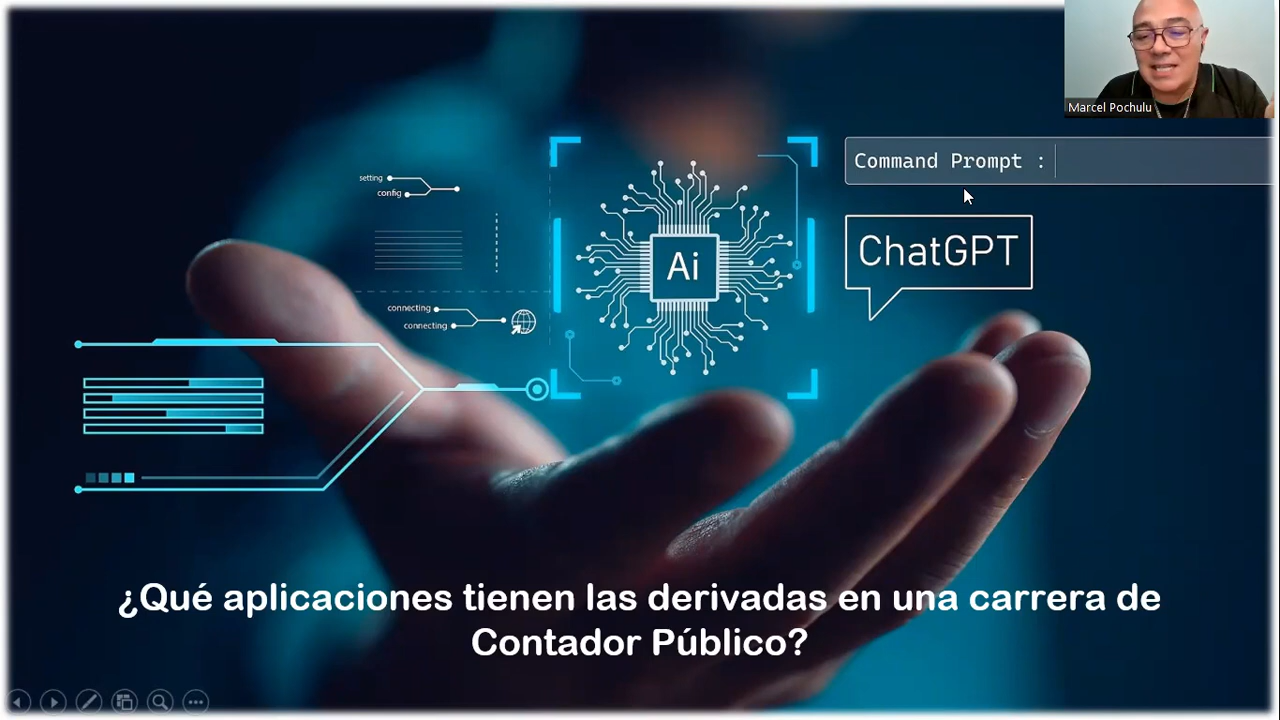 Marcel Pochulu
Command Prompt :
setting
config
Ai
ChatGPT
connecting
connecting
¿Qué aplicaciones tienen las derivadas en una carrera de
Contador Público?